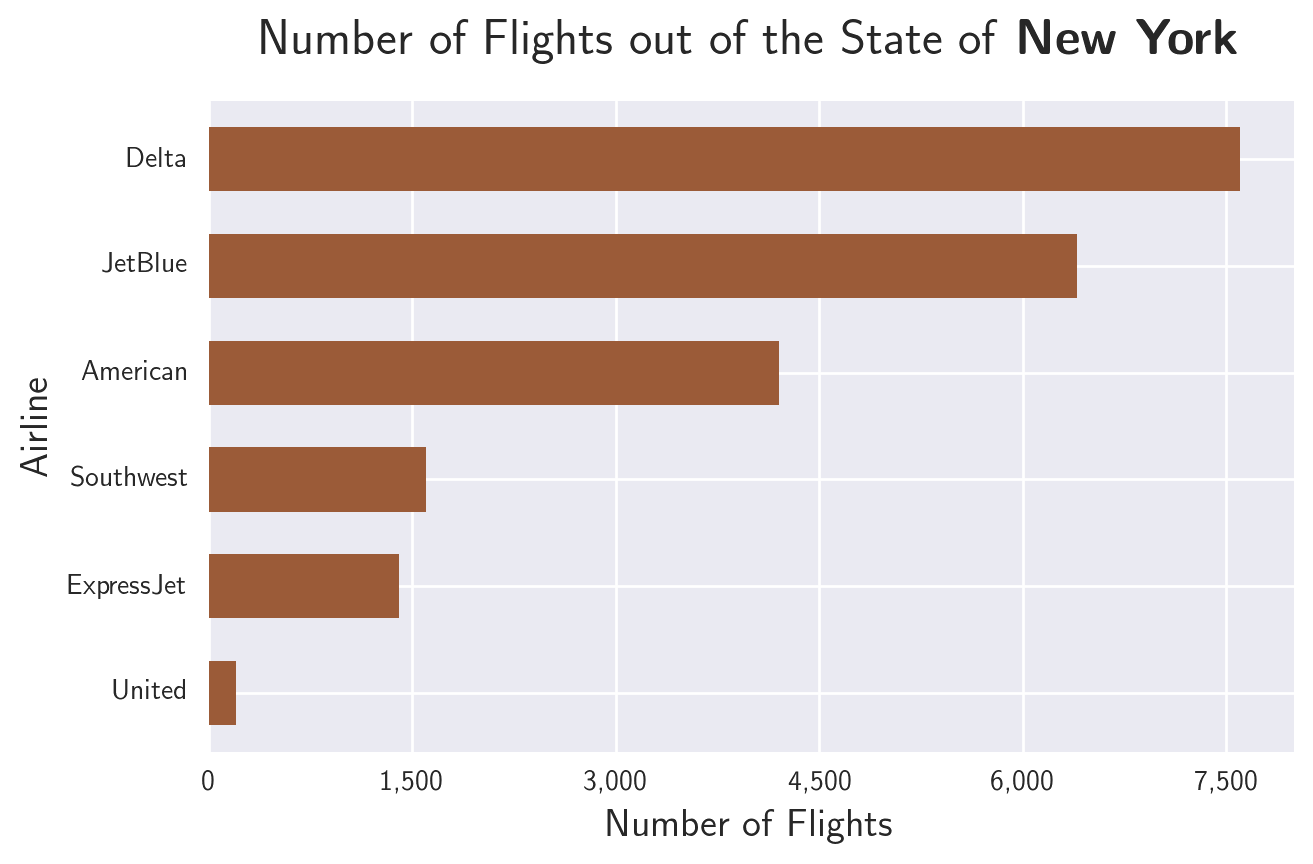 Number of Flights out of the State of New York
Delta
JetBlue
American
Southwest
ExpressJet
United
Airline
0 1,500 3,000 4,500 6,000 7,500
Number of Flights